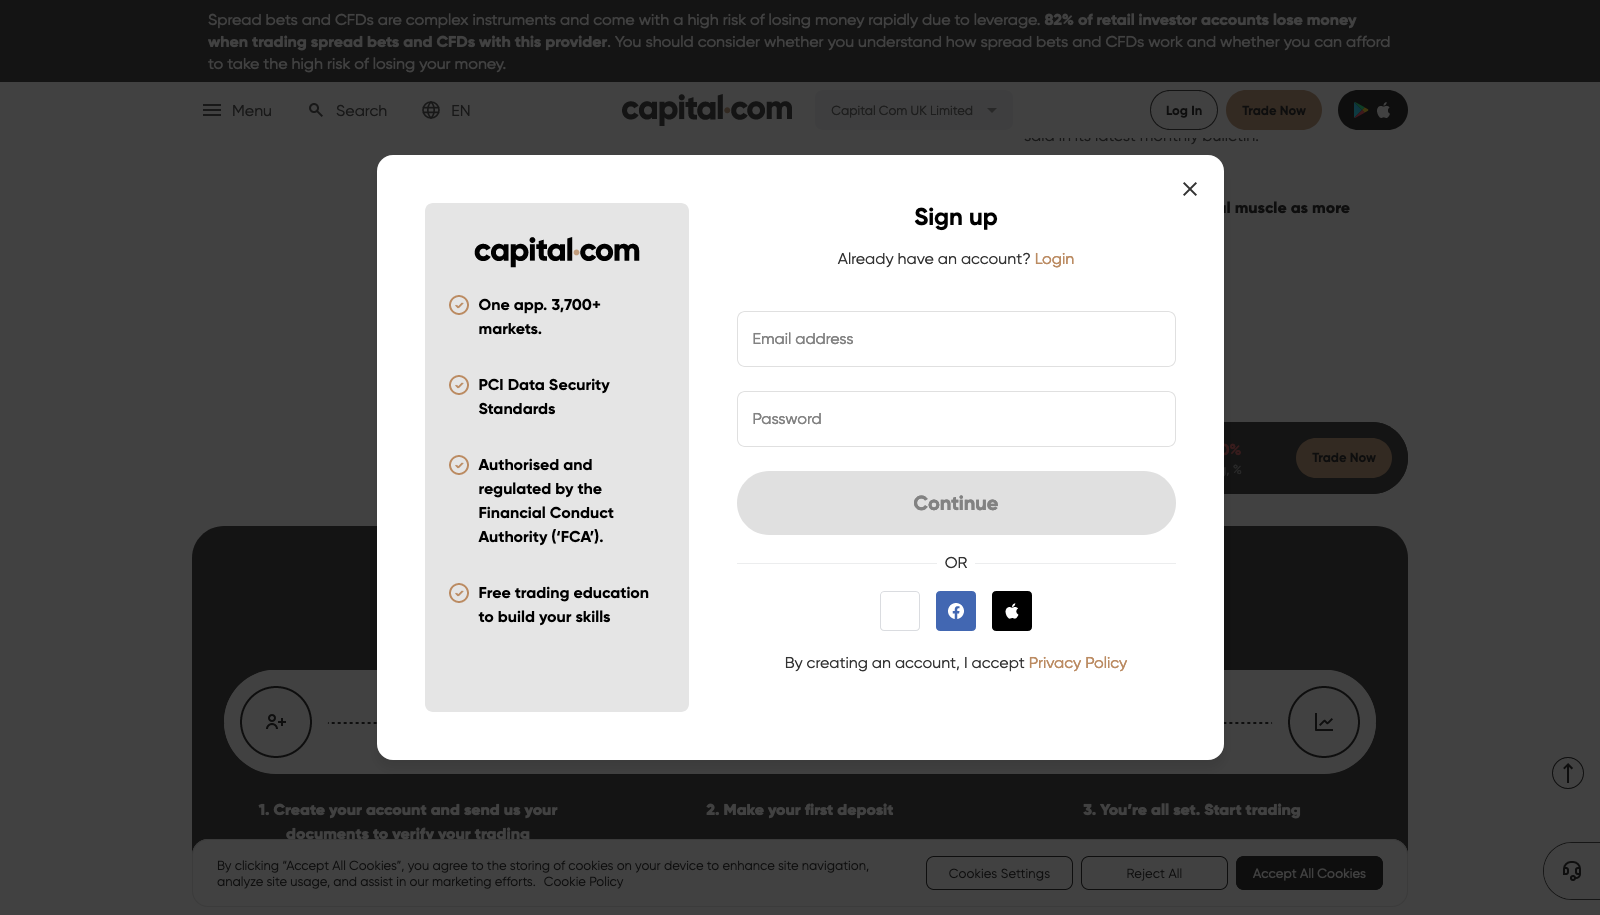 Spread bets and CFDs are complex instruments and come with a high risk of losing money rapidly due to leverage. 82% of retail investor accounts lose money
when trading spread bets and CFDs with this provider. You should consider whether you understand how spread bets and CFDs work and whether you can afford
to take the high risk of losing your money.
Menu
Search
EN
capital.com
Capital Com UK Limited
Log In
Trade Now
said in its latest monthly bulletin.
muscle as more
Sign up
Already have an account? Login
capital.com
One app. 3,700+
markets.
PCI Data Security
Standards
Authorised and
regulated by the
Financial Conduct
Authority (‘FCA’).
Free trading education
to build your skills
Email address
Password
Continue
OR
By creating an account, I accept Privacy Policy
Trade Now
1. Create your account and send us your
documents to verify your trading
2. Make your first deposit
3. You’re all set. Start trading
By clicking “Accept All Cookies”, you agree to the storing of cookies on your device to enhance site navigation,
analyze site usage, and assist in our marketing efforts. Cookie Policy
Cookies Settings
Reject All
Accept All Cookies